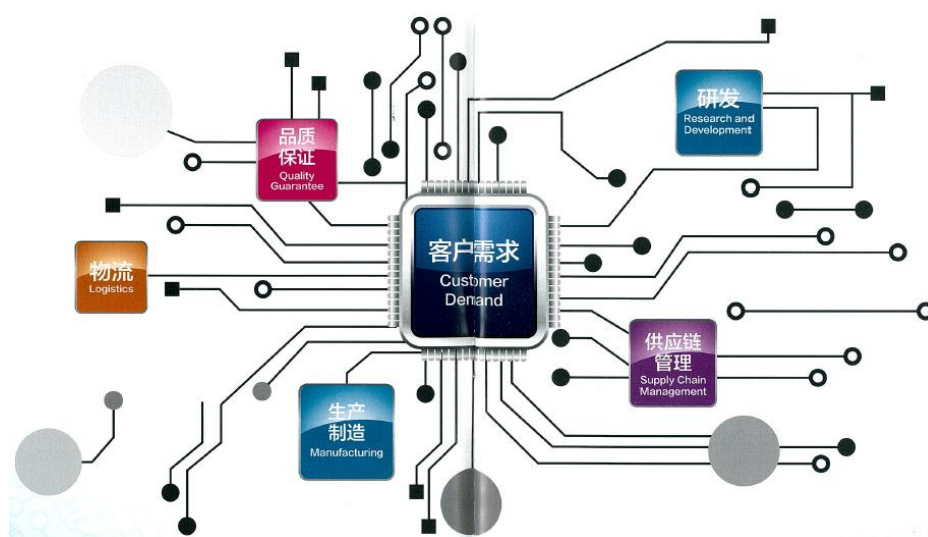 品质
保证
Quality
Guarantee
研发
Research and
Development
客户需求
Customer
Demand
物流
Logistics
供应链
管理
Supply Chain
Management
生产
制造
Manufacturing